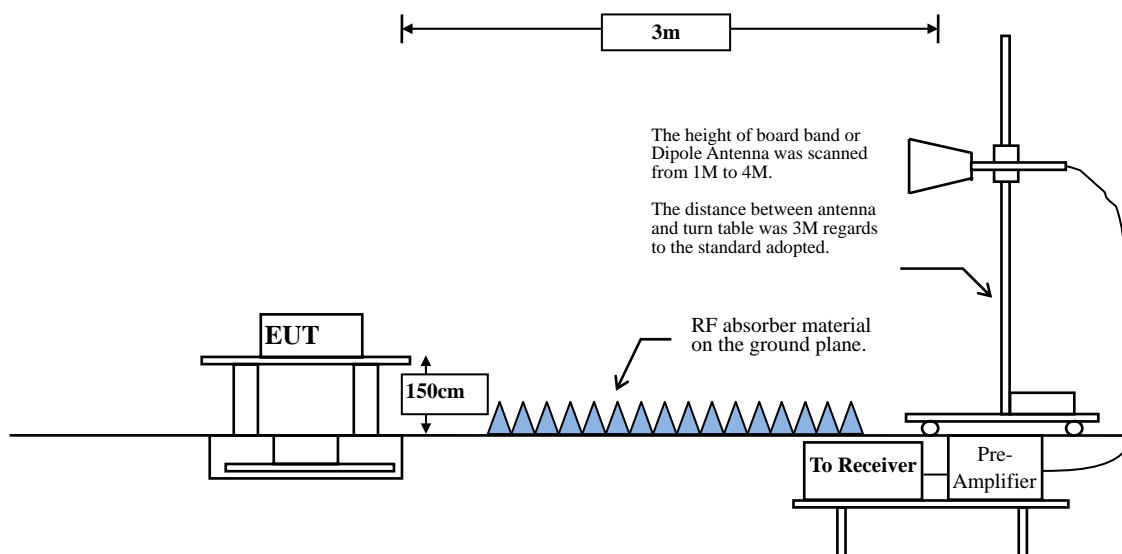 3m
The height of board band or
Dipole Antenna was scanned
from 1M to 4M.
The distance between antenna
and turn table was 3M regards
to the standard adopted.
EUT
RF absorber material
on the ground plane.
150cm
To Receiver
Pre-
Amplifier